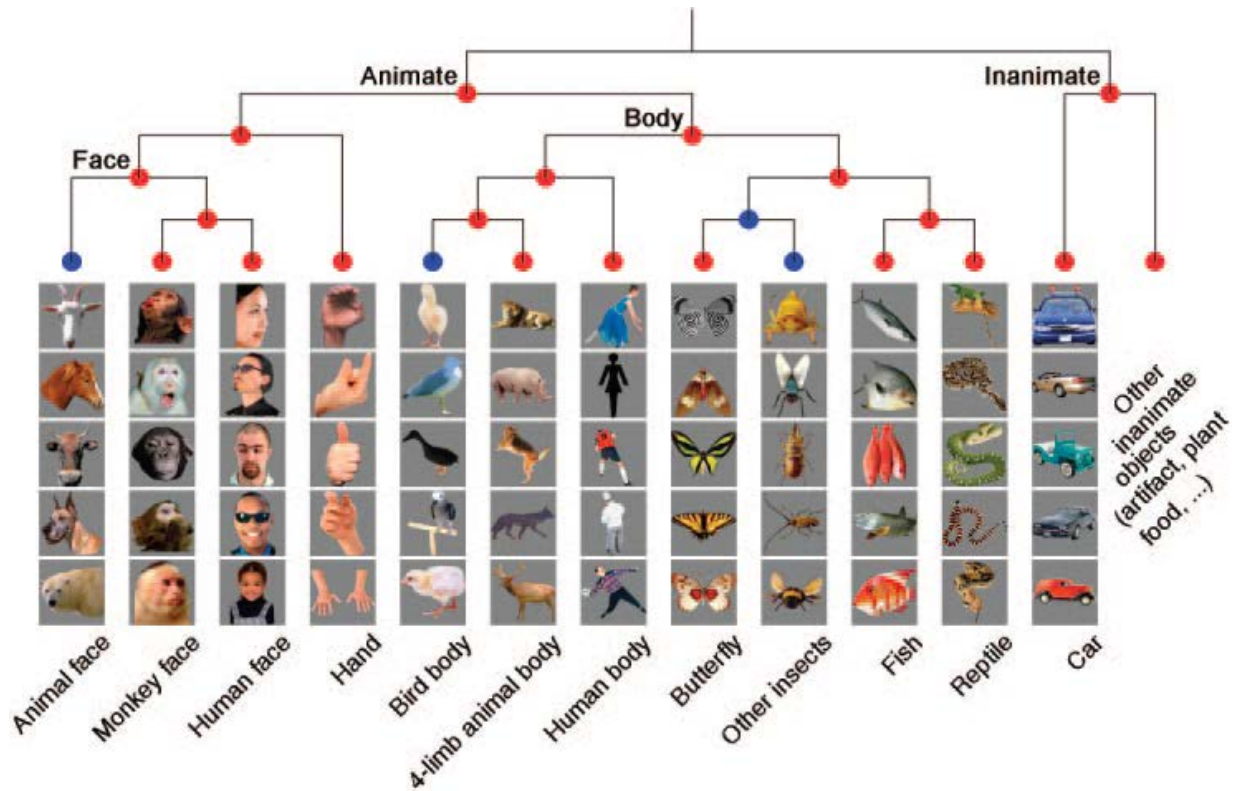 Animate
Inanimate
Body
Face
Other
inanimate
objects
(artifact, plant
food, ...)
Animal face
Monkey face
Human face
Hand
Bird body
4-limb animal body
Human body
Butterfly
Other insects
Fish
Reptile
Car